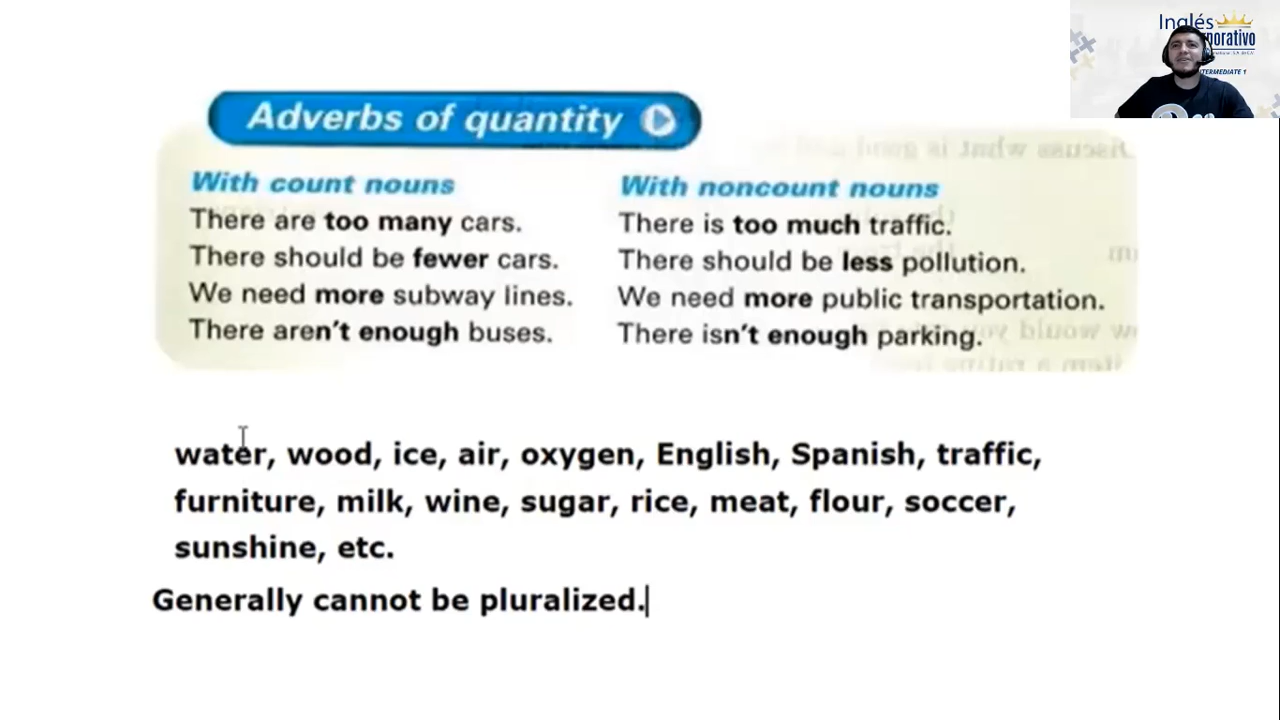 Inglés
INTERMEDIATE 1
Adverbs of quantity
With count nouns
There are too many cars.
There should be fewer cars.
We need more subway lines.
There aren't enough buses.
With noncount nouns
There is too much traffic.
There should be less pollution.
We need more public transportation.
There isn't enough parking.
water, wood, ice, air, oxygen, English, Spanish, traffic,
furniture, milk, wine, sugar, rice, meat, flour, soccer,
sunshine, etc.
Generally cannot be pluralized.